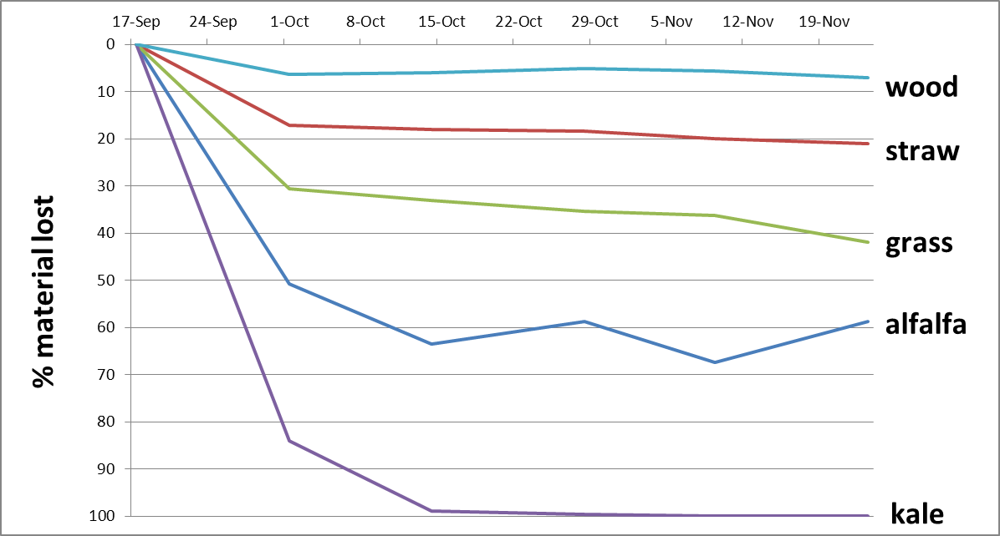 17-Sep 24-Sep 1-Oct 8-Oct 15-Oct 22-Oct 29-Oct 5-Nov 12-Nov 19-Nov
0
10
20
30
40
50
60
70
80
90
100
% material lost
wood
straw
grass
alfalfa
kale